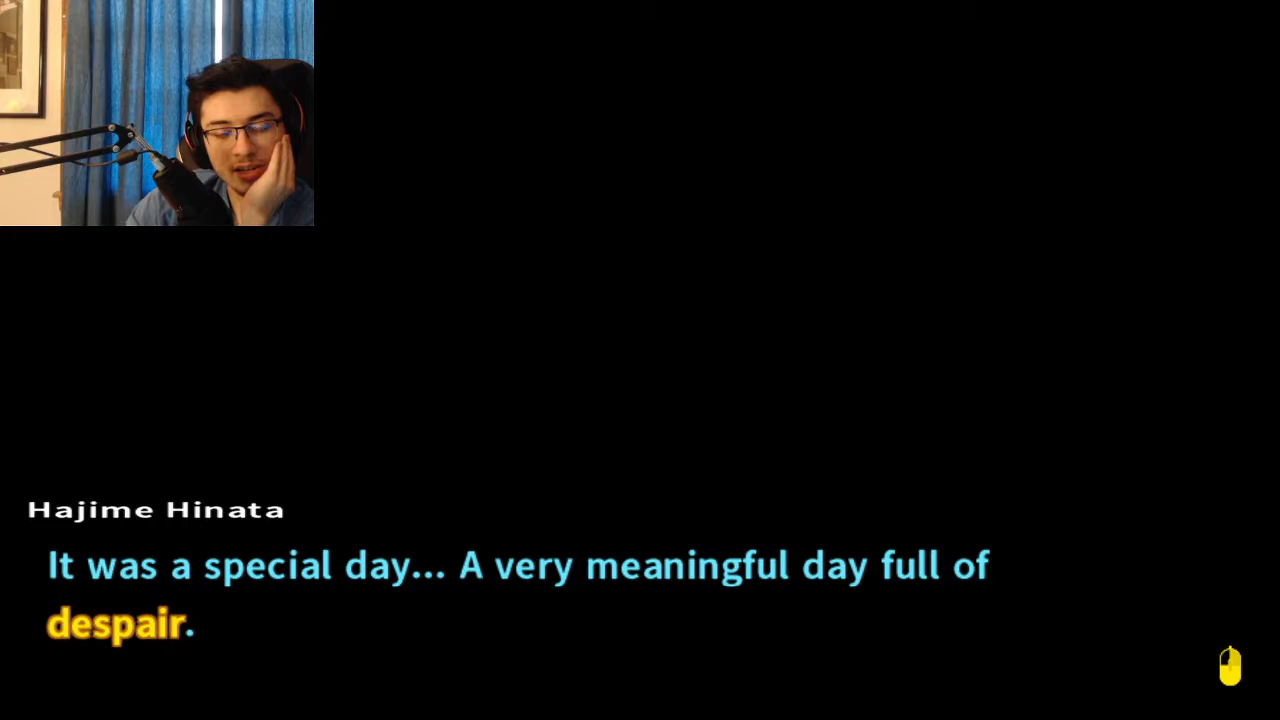 Hajime Hinata
It was a special day... A very meaningful day full of
despair.